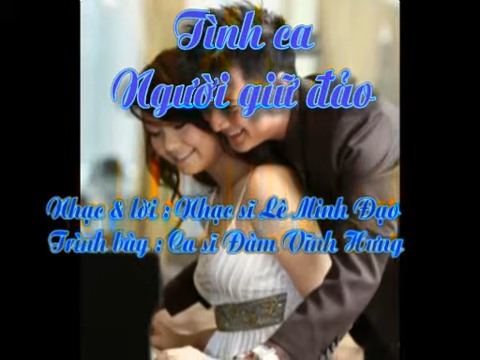 Tình ca
Người giữ đảo
Nhạc & lời : Nhạc sĩ Lê Minh Đạo
Trình bày : Ca sĩ Đàm Vĩnh Hưng